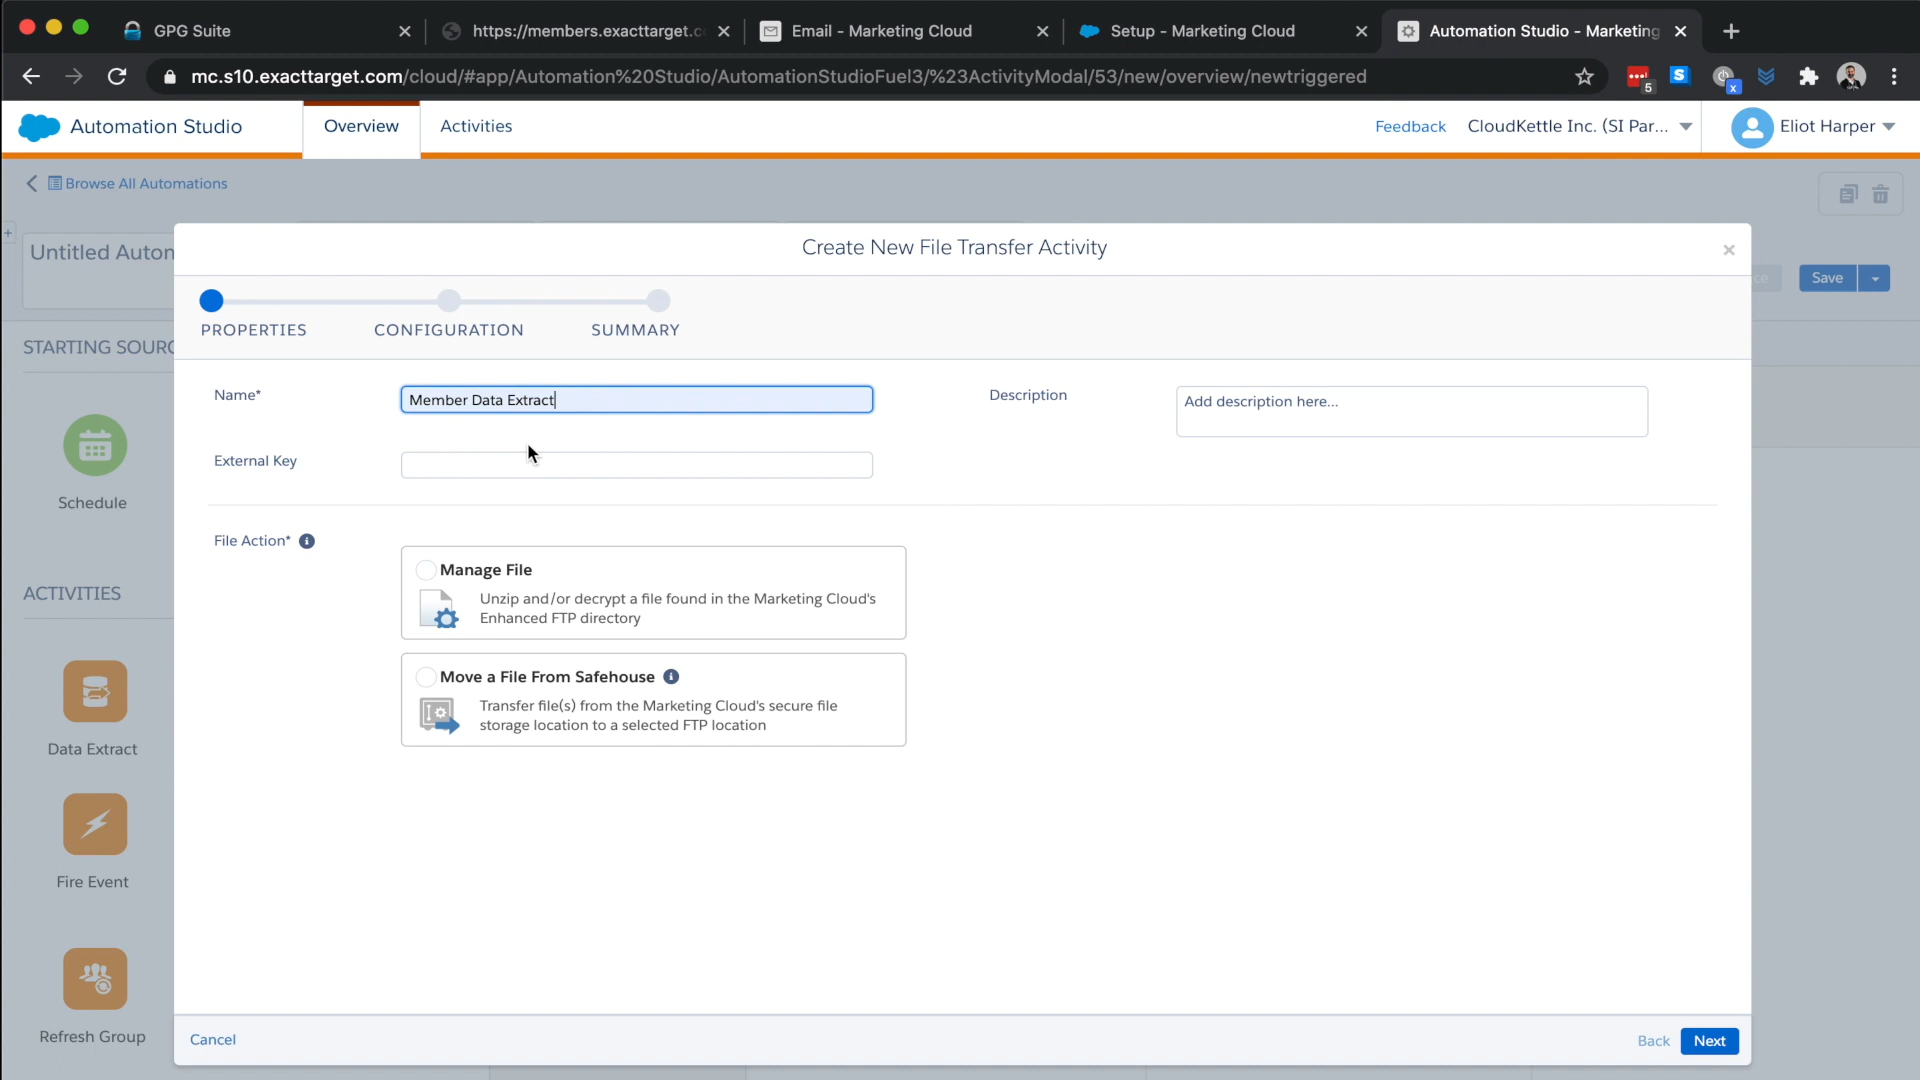 GPG Suite
https://members.exacttarget.c
Email - Marketing Cloud
Setup - Marketing Cloud
Automation Studio - Marketing
mc.s10.exacttarget.com/cloud/#app/Automation%20Studio/AutomationStudioFuel3/%23ActivityModal/53/new/overview/newtriggered
5
S
x
Automation Studio
Overview
Activities
Feedback
CloudKettle Inc. (SI Par...
Eliot Harper
Browse All Automations
Untitled Autom
Create New File Transfer Activity
Save
PROPERTIES
CONFIGURATION
SUMMARY
STARTING SOURC
Name*
Member Data Extract
Description
Add description here...
External Key
Schedule
File Action*
Manage File
Unzip and/or decrypt a file found in the Marketing Cloud's
Enhanced FTP directory
ACTIVITIES
Move a File From Safehouse
Transfer file(s) from the Marketing Cloud's secure file
storage location to a selected FTP location
Data Extract
Fire Event
Refresh Group
Cancel
Back
Next